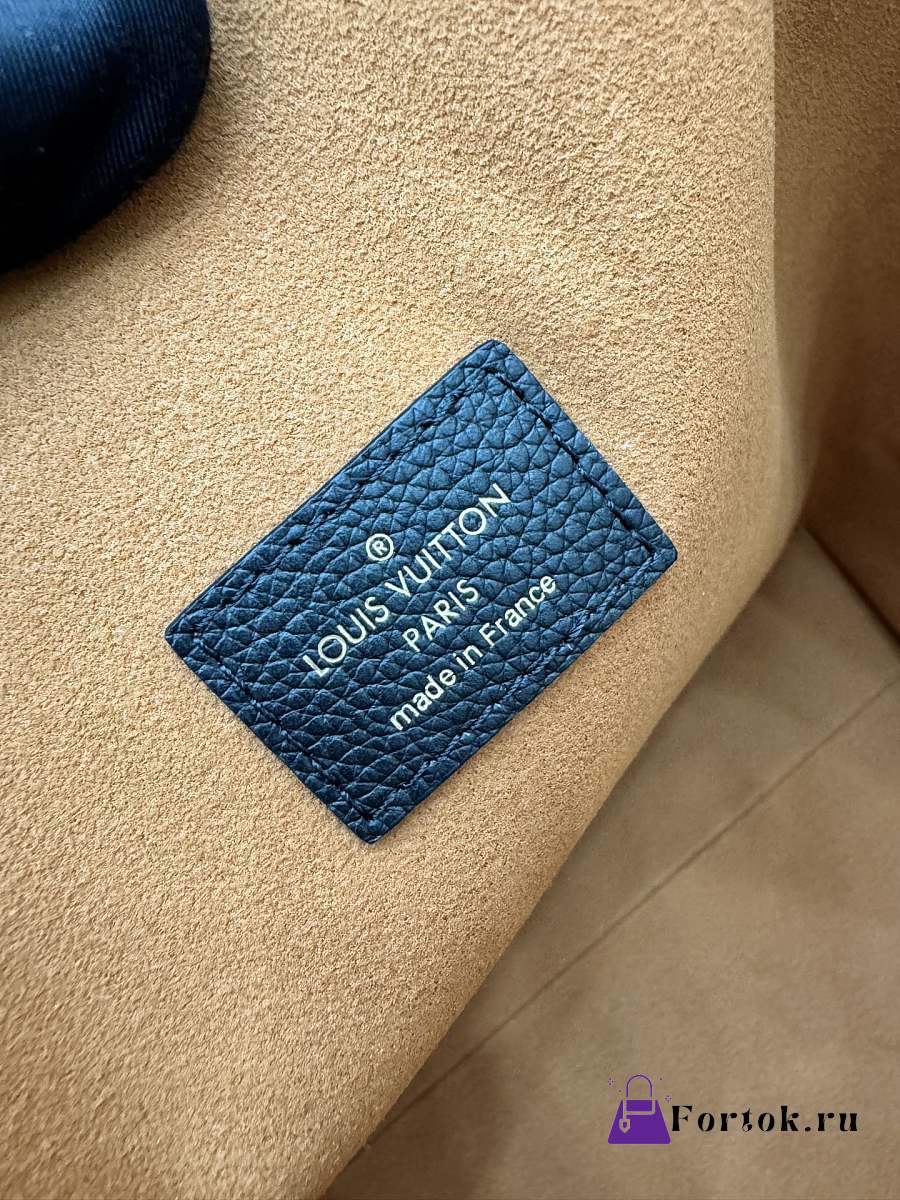 ®
LOUIS VUITTON
PARIS
made in France
Fortok.ru